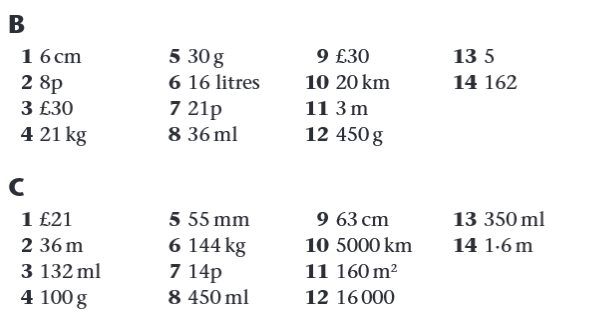 B
1 6 cm 5 30 g 9 £30 13 5
2 8p 6 16 litres 10 20 km 14 162
3 £30 7 21p 11 3 m
4 21 kg 8 36 ml 12 450 g
C
1 £21 5 55 mm 9 63 cm 13 350 ml
2 36 m 6 144 kg 10 5000 km 14 1·6 m
3 132 ml 7 14p 11 160 m²
4 100 g 8 450 ml 12 16 000